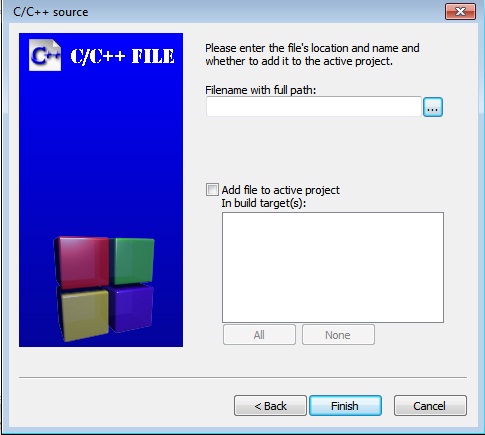 C/C++ source
C++ C/C++ FILE
Please enter the file's location and name and
whether to add it to the active project.
Filename with full path:
...
Add file to active project
In build target(s):
All None
< Back Finish Cancel